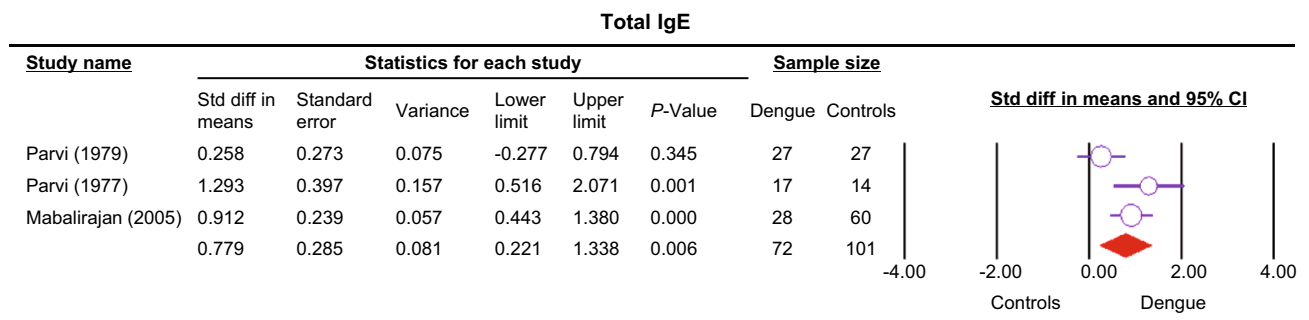 Total IgE
Study name Statistics for each study Sample size
Std diff in means Standard error Variance Lower limit Upper limit P-Value Dengue Controls Std diff in means and 95% CI
Parvi (1979) 0.258 0.273 0.075 -0.277 0.794 0.345 27 27
Parvi (1977) 1.293 0.397 0.157 0.516 2.071 0.001 17 14
Mabalirajan (2005) 0.912 0.239 0.057 0.443 1.380 0.000 28 60
0.779 0.285 0.081 0.221 1.338 0.006 72 101
-4.00 -2.00 0.00 2.00 4.00
Controls Dengue